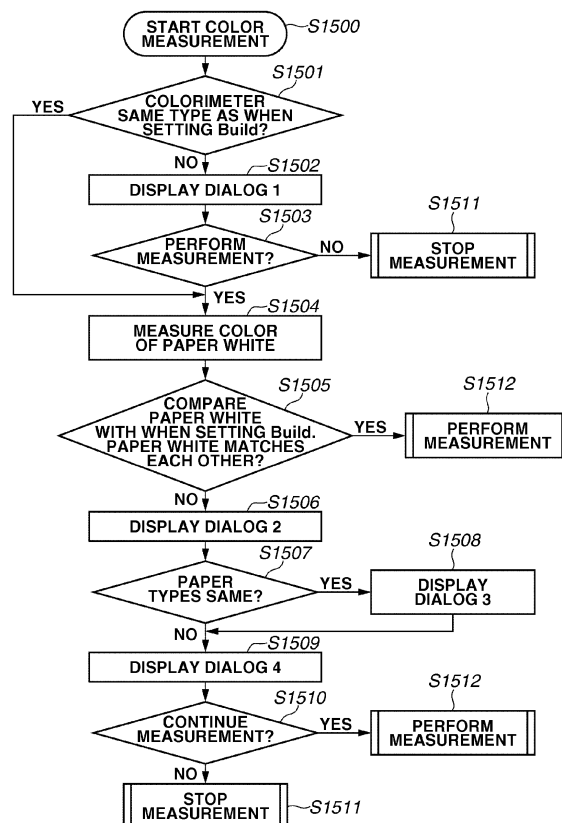 START COLOR
MEASUREMENT
S1500
S1501
YES
COLORIMETER
SAME TYPE AS WHEN
SETTING Build?
NO
S1502
DISPLAY DIALOG 1
S1503
PERFORM
MEASUREMENT?
NO
S1511
STOP
MEASUREMENT
YES
S1504
MEASURE COLOR
OF PAPER WHITE
S1505
COMPARE
PAPER WHITE
WITH WHEN SETTING Build.
PAPER WHITE MATCHES
EACH OTHER?
YES
S1512
PERFORM
MEASUREMENT
NO
S1506
DISPLAY DIALOG 2
S1507
PAPER
TYPES SAME?
YES
S1508
DISPLAY
DIALOG 3
NO
S1509
DISPLAY DIALOG 4
S1510
CONTINUE
MEASUREMENT?
YES
S1512
PERFORM
MEASUREMENT
NO
STOP
MEASUREMENT
S1511